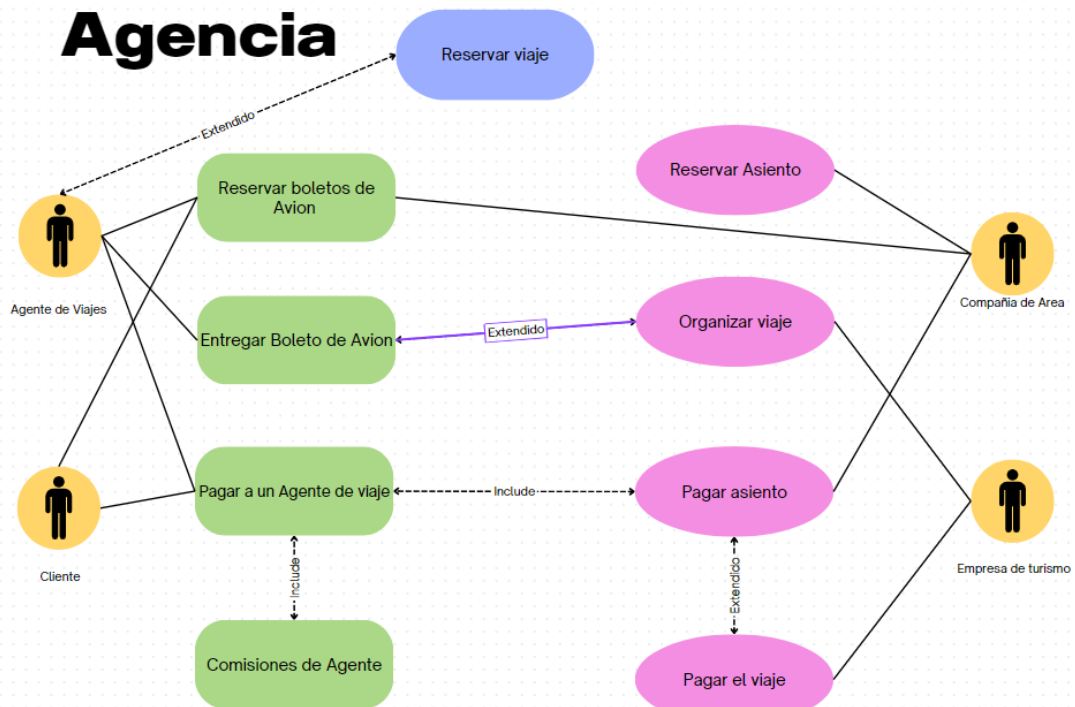 Agencia
Reservar viaje
Extendido
Reservar boletos de
Avion
Reservar Asiento
Agente de Viajes
Compañia de Area
Entregar Boleto de Avion
Extendido
Organizar viaje
Pagar a un Agente de viaje
Include
Pagar asiento
Cliente
Empresa de turismo
Include
Extendido
Comisiones de Agente
Pagar el viaje